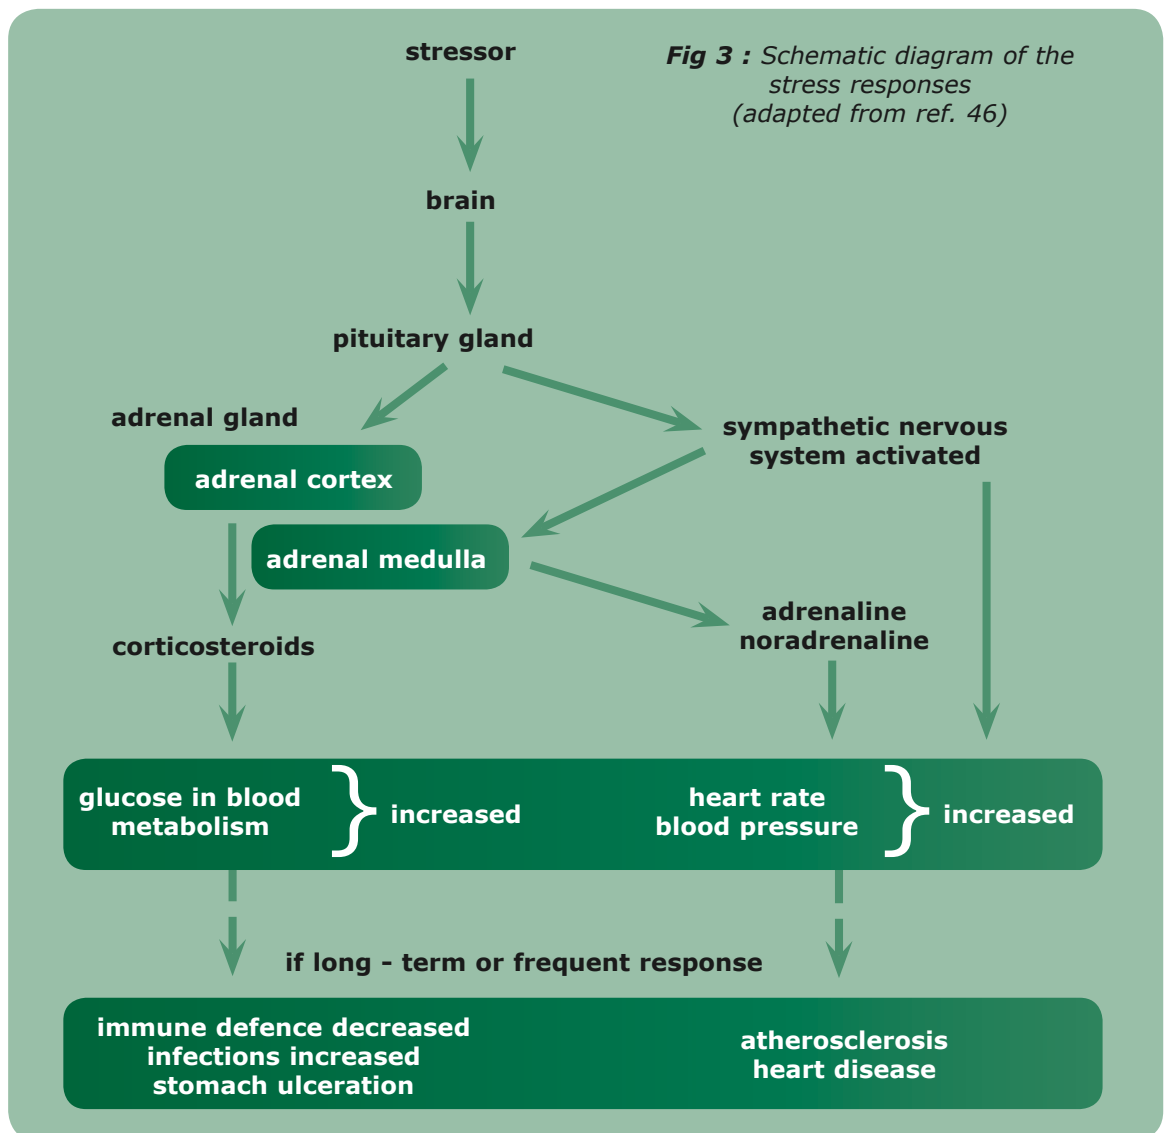 stressor
Fig 3 : Schematic diagram of the
stress responses
(adapted from ref. 46)
brain
pituitary gland
adrenal gland
sympathetic nervous
system activated
adrenal cortex
adrenal medulla
adrenaline
noradrenaline
corticosteroids
glucose in blood
metabolism
} increased
heart rate
blood pressure
} increased
if long – term or frequent response
immune defence decreased
infections increased
stomach ulceration
atherosclerosis
heart disease